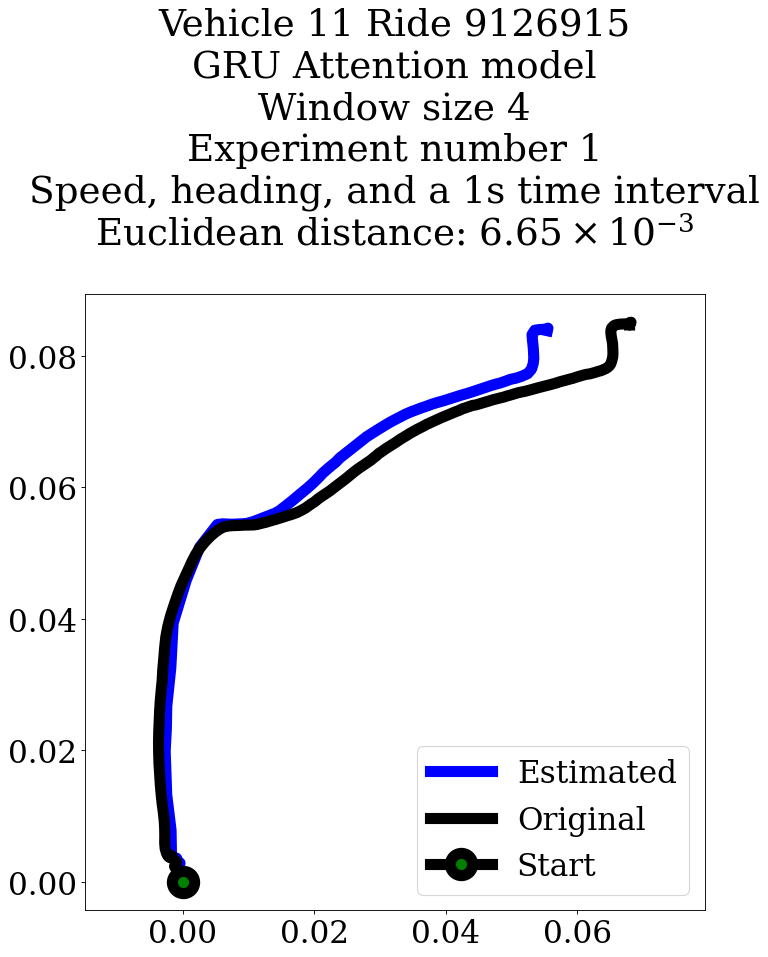 Vehicle 11 Ride 9126915
GRU Attention model
Window size 4
Experiment number 1
Speed, heading, and a 1s time interval
Euclidean distance: 6.65 × 10⁻³
0.08
0.06
0.04
0.02
0.00
Estimated
Original
Start
0.00 0.02 0.04 0.06